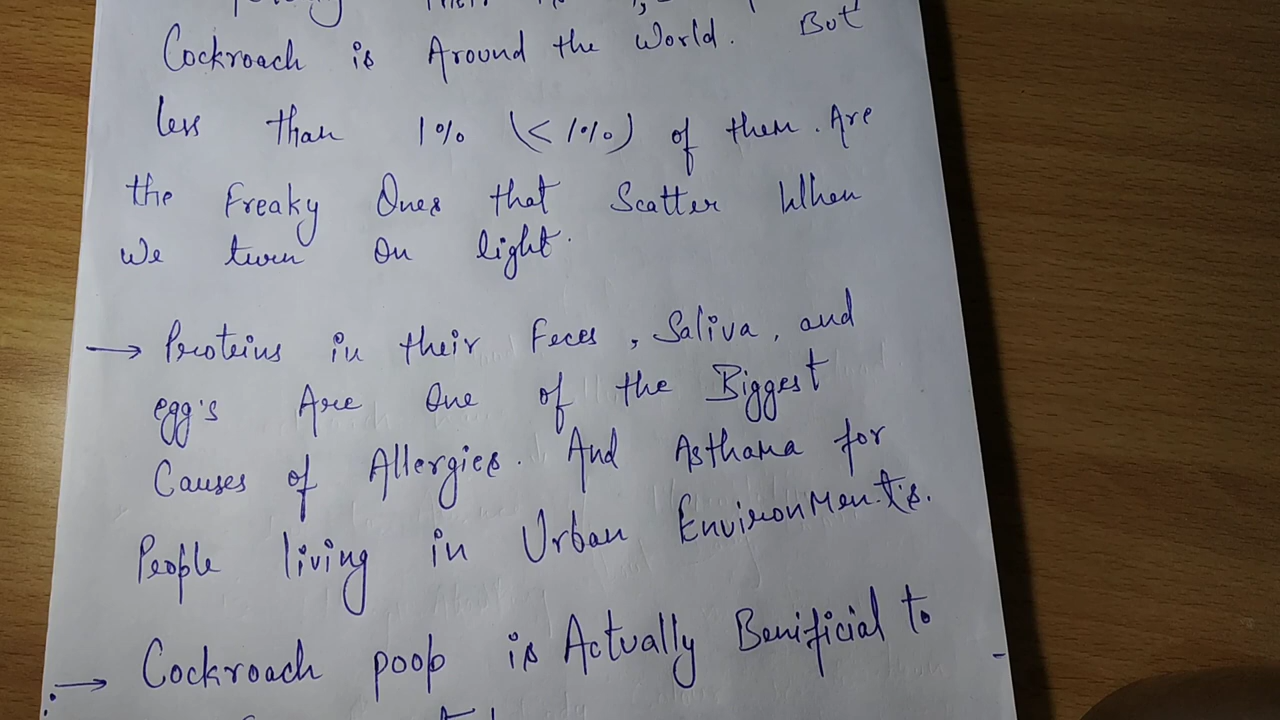 Cockroach is Around the World. But
less than 1% (<1%) of them. Are
the Freaky Ones that Scatter When
We turn On light.
→ Proteins in their Feces, Saliva, and
egg's Are One of the Biggest
Causes of Allergies. And Asthama for
People living in Urban EnvironMent's.
→ Cockroach poop is Actually Benificial to